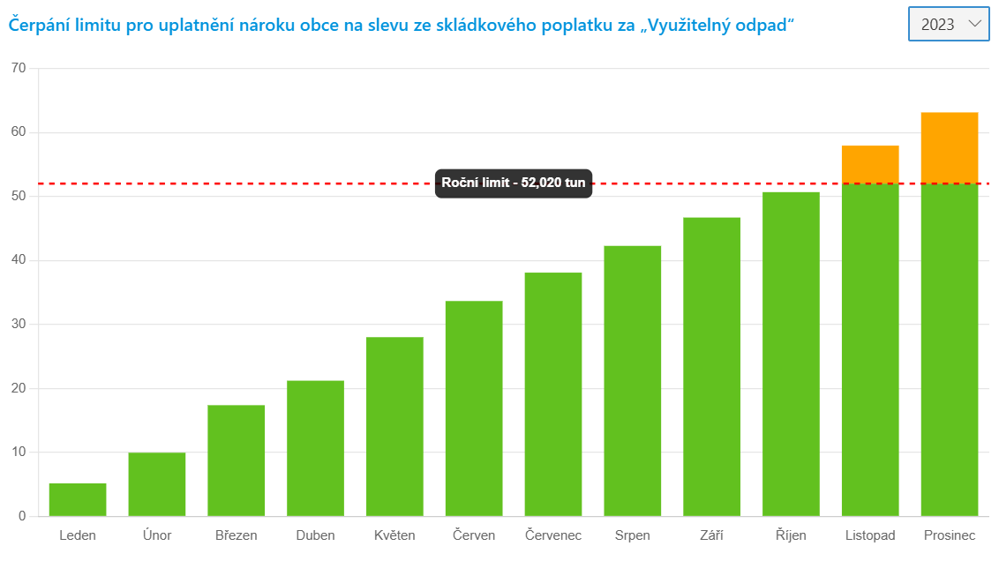 Čerpání limitu pro uplatnění nároku obce na slevu ze skládkového poplatku za „Využitelný odpad“
2023
70
60
50
40
30
20
10
0
Roční limit - 52,020 tun
Leden
Únor
Březen
Duben
Květen
Červen
Červenec
Srpen
Září
Říjen
Listopad
Prosinec